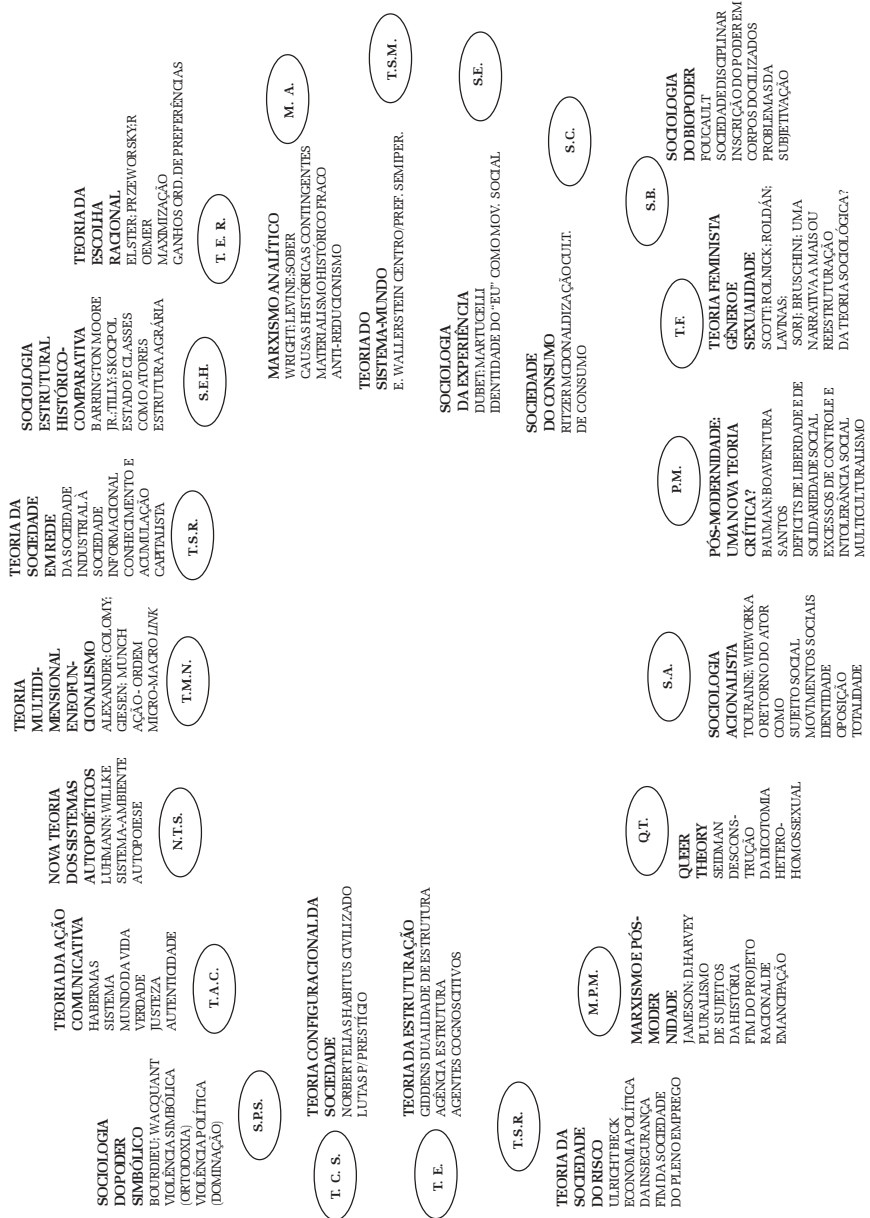 SOCIOLOGIA
DO PODER
SIMBÓLICO
BOURDIEU; WACQUANT
VIOLÊNCIA SIMBÓLICA
(ORTODOXIA)
VIOLÊNCIA POLÍTICA
(DOMINAÇÃO)
S.P.S.
TEORIA DA AÇÃO
COMUNICATIVA
HABERMAS
SISTEMA
MUNDO DA VIDA
VERDADE
JUSTEZA
AUTENTICIDADE
T.A.C.
NOVA TEORIA
DOS SISTEMAS
AUTOPOIÉTICOS
LUHMANN; WILLKE
SISTEMA-AMBIENTE
AUTOPOIESE
N.T.S.
TEORIA
MULTIDI-
MENSIONAL
E NEOFUN-
CIONALISMO
ALEXANDER; COLOMY;
GIESEN; MUNCH
AÇÃO - ORDEM
MICRO-MACRO LINK
T.M.N.
TEORIA DA
SOCIEDADE
EM REDE
DA SOCIEDADE
INDUSTRIAL À
SOCIEDADE
INFORMACIONAL
CONHECIMENTO E
ACUMULAÇÃO
CAPITALISTA
T.S.R.
SOCIOLOGIA
ESTRUTURAL
HISTÓRICO-
COMPARATIVA
BARRINGTON MOORE
JR.;TILLY; SKOCPOL
ESTADO E CLASSES
COMO ATORES
ESTRUTURA AGRÁRIA
S.E.H.
TEORIA DA
ESCOLHA
RACIONAL
ELSTER; PRZEWORSKY;R
OEMER
MAXIMIZAÇÃO
GANHOS ORD. DE PREFERÊNCIAS
T. E. R.
T. C. S.
TEORIA CONFIGURACIONAL DA
SOCIEDADE
NORBERT ELIAS HABITUS CIVILIZADO
LUTAS P/ PRESTÍGIO
MARXISMO ANALÍTICO
WRIGHT; LEVINE;SOBER
CAUSAS HISTÓRICAS CONTINGENTES
MATERIALISMO HISTÓRICO FRACO
ANTI-REDUCIONISMO
M. A.
T. E.
TEORIA DA ESTRUTURAÇÃO
GIDDENS DUALIDADE DE ESTRUTURA
AGÊNCIA ESTRUTURA
AGENTES COGNOSCITIVOS
TEORIA DO
SISTEMA-MUNDO
E. WALLERSTEIN CENTRO/PREF. SEMIPER.
T.S.M.
SOCIOLOGIA
DA EXPERIÊNCIA
DUBET; MARTUCELLI
IDENTIDADE DO “EU” COMO MOV. SOCIAL
S.E.
SOCIEDADE
DO CONSUMO
RITZER MCDONALDIZAÇÃO CULT.
DE CONSUMO
S.C.
T.S.R.
TEORIA DA
SOCIEDADE
DO RISCO
ULRICHT BECK
ECONOMIA POLÍTICA
DA INSEGURANÇA
FIM DA SOCIEDADE
DO PLENO EMPREGO
M.P.M.
MARXISMO E PÓS-
MODER
NIDADE
JAMESON; D.HARVEY
PLURALISMO
DE SUJEITOS
DA HISTÓRIA
FIM DO PROJETO
RACIONAL DE
EMANCIPAÇÃO
Q.T.
QUEER
THEORY
SEIDMAN
DESCONS-
TRUÇÃO
DA DICOTOMIA
HETERO-
HOMOSSEXUAL
S.A.
SOCIOLOGIA
ACIONALISTA
TOURAINE; WIEWORKA
O RETORNO DO ATOR
COMO
SUJEITO SOCIAL
MOVIMENTOS SOCIAIS
IDENTIDADE
OPOSIÇÃO
TOTALIDADE
P.M.
PÓS-MODERNIDADE:
UMA NOVA TEORIA
CRÍTICA?
BAUMAN; BOAVENTURA
SANTOS
DEFICITS DE LIBERDADE E DE
SOLIDARIEDADE SOCIAL
EXCESSOS DE CONTROLE E
INTOLERÂNCIA SOCIAL
MULTICULTURALISMO
T.F.
TEORIA FEMINISTA
GÊNERO E
SEXUALIDADE
SCOTT; ROLNICK; ROLDÁN;
LAVINAS;
SORJ; BRUSCHINI: UMA
NARRATIVA A MAIS OU
REESTRUTURAÇÃO
DA TEORIA SOCIOLÓGICA?
S.B.
SOCIOLOGIA
DO BIOPODER
FOUCAULT
SOCIEDADE DISCIPLINAR
INSCRIÇÃO DO PODER EM
CORPOS DOCILIZADOS
PROBLEMAS DA
SUBJETIVAÇÃO